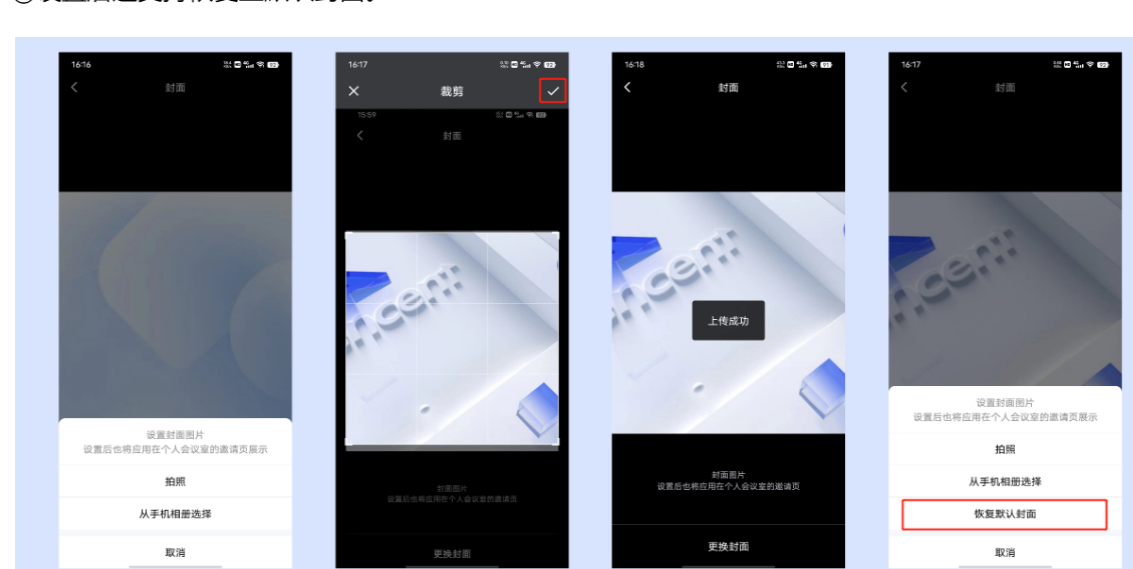 16:16
封面
设置封面图片
设置后也将应用在个人会议室的邀请页展示
拍照
从手机相册选择
取消
16:17
裁剪
15:59
封面
封面图片
设置后也将应用在个人会议室的邀请页
更换封面
16:18
封面
上传成功
封面图片
设置后也将应用在个人会议室的邀请页
更换封面
16:17
封面
设置封面图片
设置后也将应用在个人会议室的邀请页展示
拍照
从手机相册选择
恢复默认封面
取消